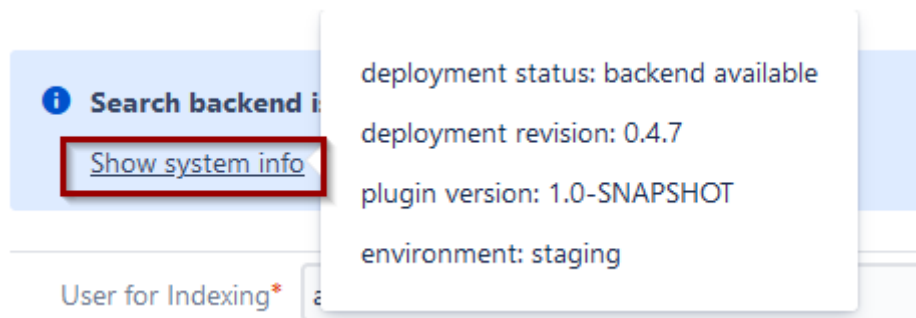 Search backend i
Show system info
deployment status: backend available
deployment revision: 0.4.7
plugin version: 1.0-SNAPSHOT
environment: staging
User for Indexing*